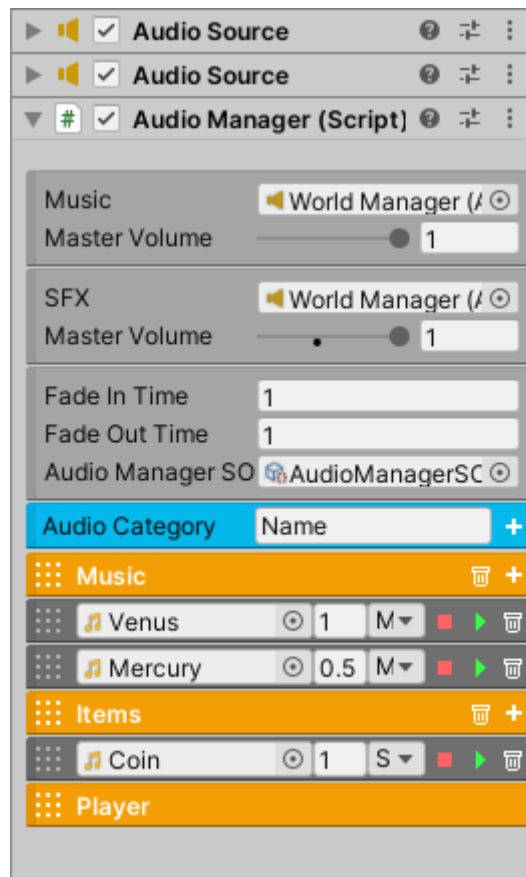 Audio Source
Audio Source
# Audio Manager (Script)
Music World Manager (A
Master Volume 1
SFX World Manager (A
Master Volume 1
Fade In Time 1
Fade Out Time 1
Audio Manager SO AudioManagerSC
Audio Category Name +
Music +
Venus 1 M
Mercury 0.5 M
Items +
Coin 1 S
Player